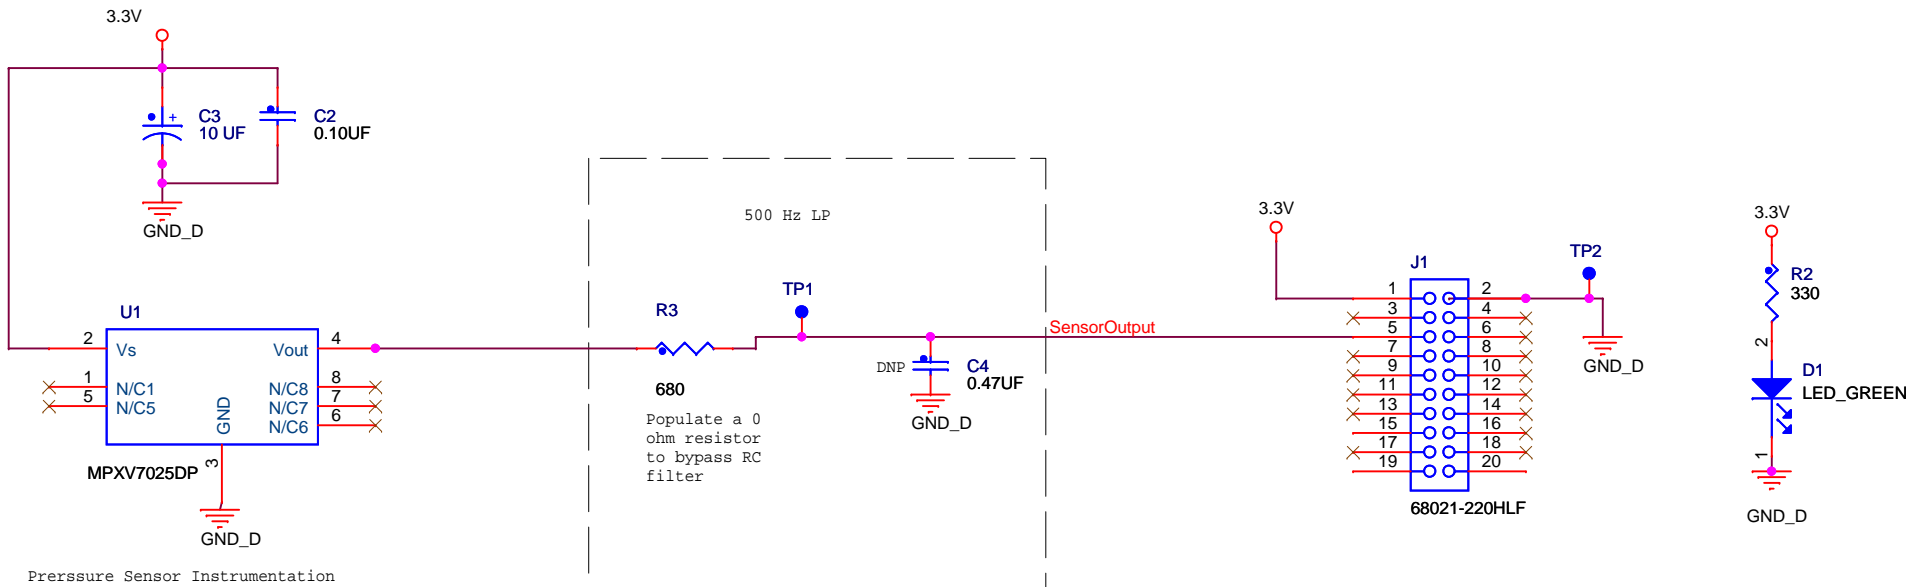 3.3V
C3
10 UF
C2
0.10UF
GND_D
U1
2
Vs
Vout
4
1
N/C1
5
N/C5
GND
N/C8
8
N/C7
7
N/C6
6
3
MPXV7025DP
GND_D
Prerssure Sensor Instrumentation
500 Hz LP
R3
680
TP1
Populate a 0
ohm resistor
to bypass RC
filter
DNP
C4
0.47UF
GND_D
SensorOutput
3.3V
J1
1 2
3 4
5 6
7 8
9 10
11 12
13 14
15 16
17 18
19 20
68021-220HLF
TP2
GND_D
3.3V
R2
330
2
D1
LED_GREEN
1
GND_D